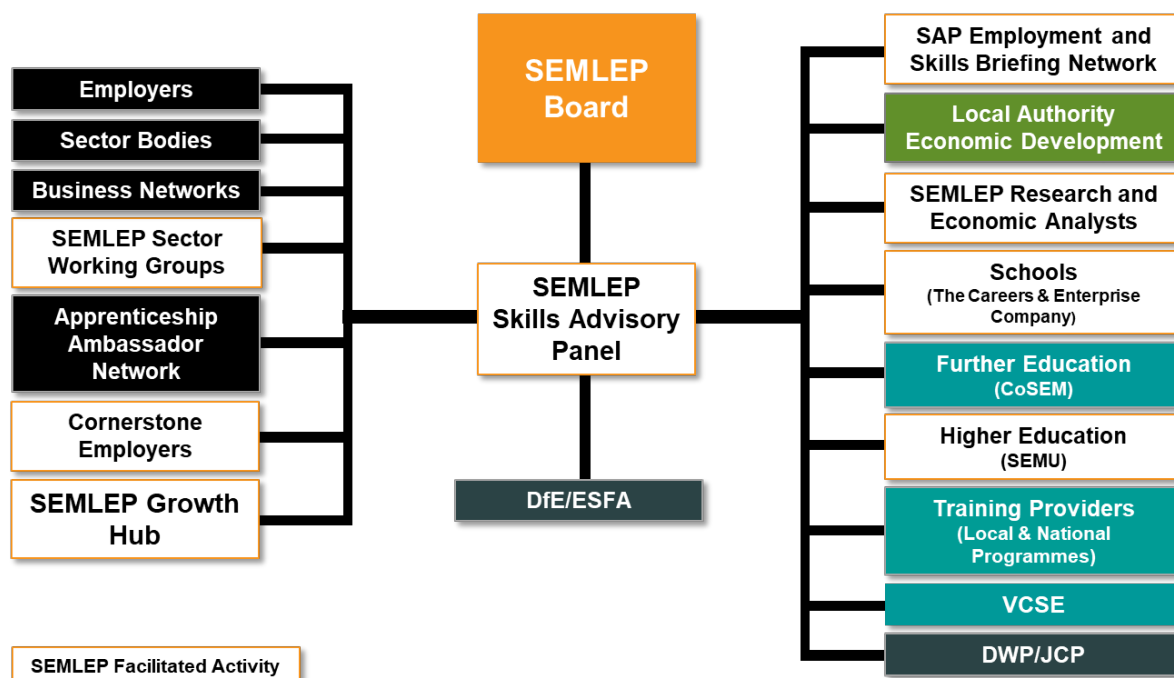 SEMLEP
Board
Employers
Sector Bodies
Business Networks
SEMLEP Sector
Working Groups
Apprenticeship
Ambassador
Network
Cornerstone
Employers
SEMLEP Growth
Hub
SEMLEP
Skills Advisory
Panel
DfE/ESFA
SAP Employment and
Skills Briefing Network
Local Authority
Economic Development
SEMLEP Research and
Economic Analysts
Schools
(The Careers & Enterprise
Company)
Further Education
(CoSEM)
Higher Education
(SEMU)
Training Providers
(Local & National
Programmes)
VCSE
DWP/JCP
SEMLEP Facilitated Activity